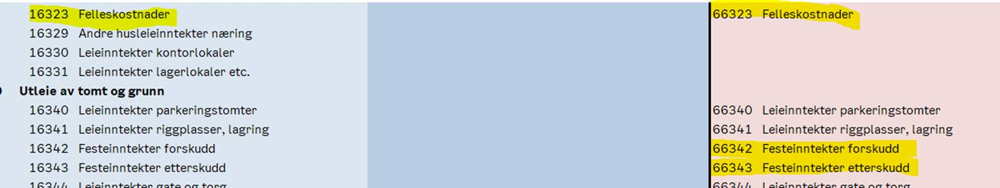 16323 Felleskostnader 66323 Felleskostnader
16329 Andre husleieinntekter næring
16330 Leieinntekter kontorlokaler
16331 Leieinntekter lagerlokaler etc.
Utleie av tomt og grunn
16340 Leieinntekter parkeringstomter 66340 Leieinntekter parkeringstomter
16341 Leieinntekter riggplasser, lagring 66341 Leieinntekter riggplasser, lagring
16342 Festeinntekter forskudd 66342 Festeinntekter forskudd
16343 Festeinntekter etterskudd 66343 Festeinntekter etterskudd
16344 Leieinntekter gate og torg 66344 Leieinntekter gate og torg